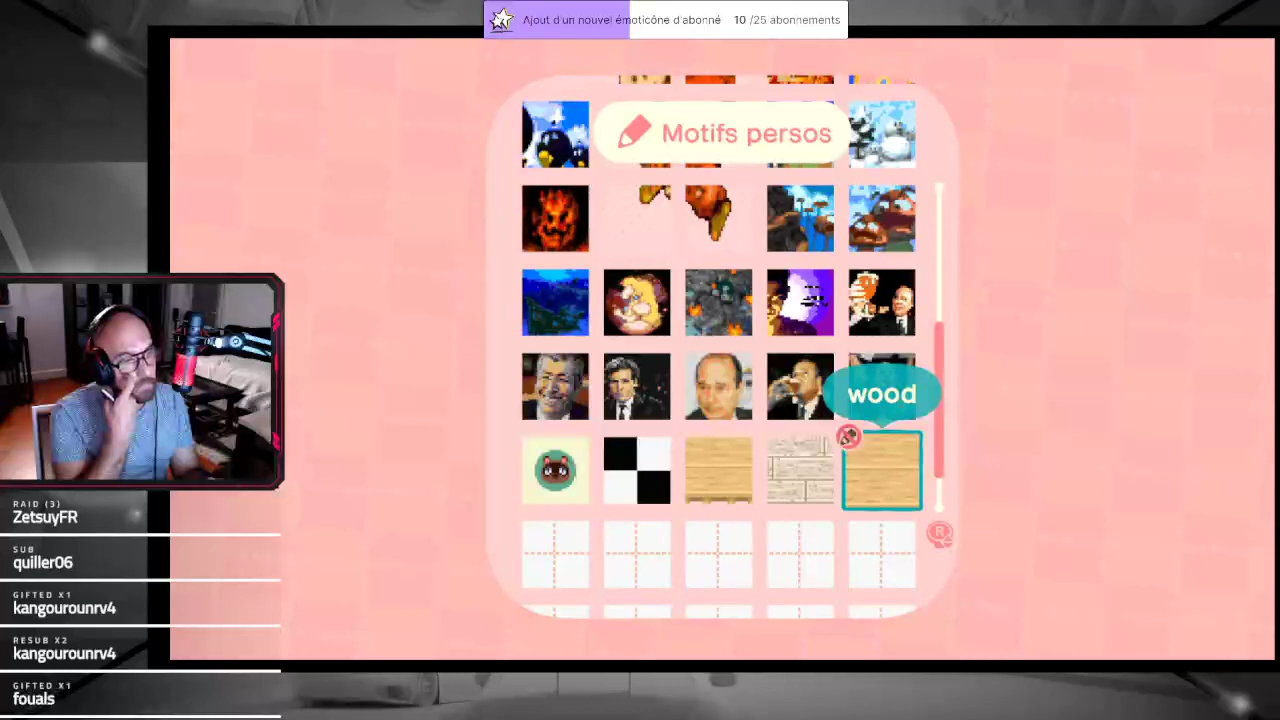 Ajout d'un nouvel émoticône d'abonné 10 /25 abonnements
Motifs persos
wood
R
RAID (3)
ZetsuyFR
SUB
quiller06
GIFTED X1
kangourounrv4
RESUB X2
kangourounrv4
GIFTED X1
fouals